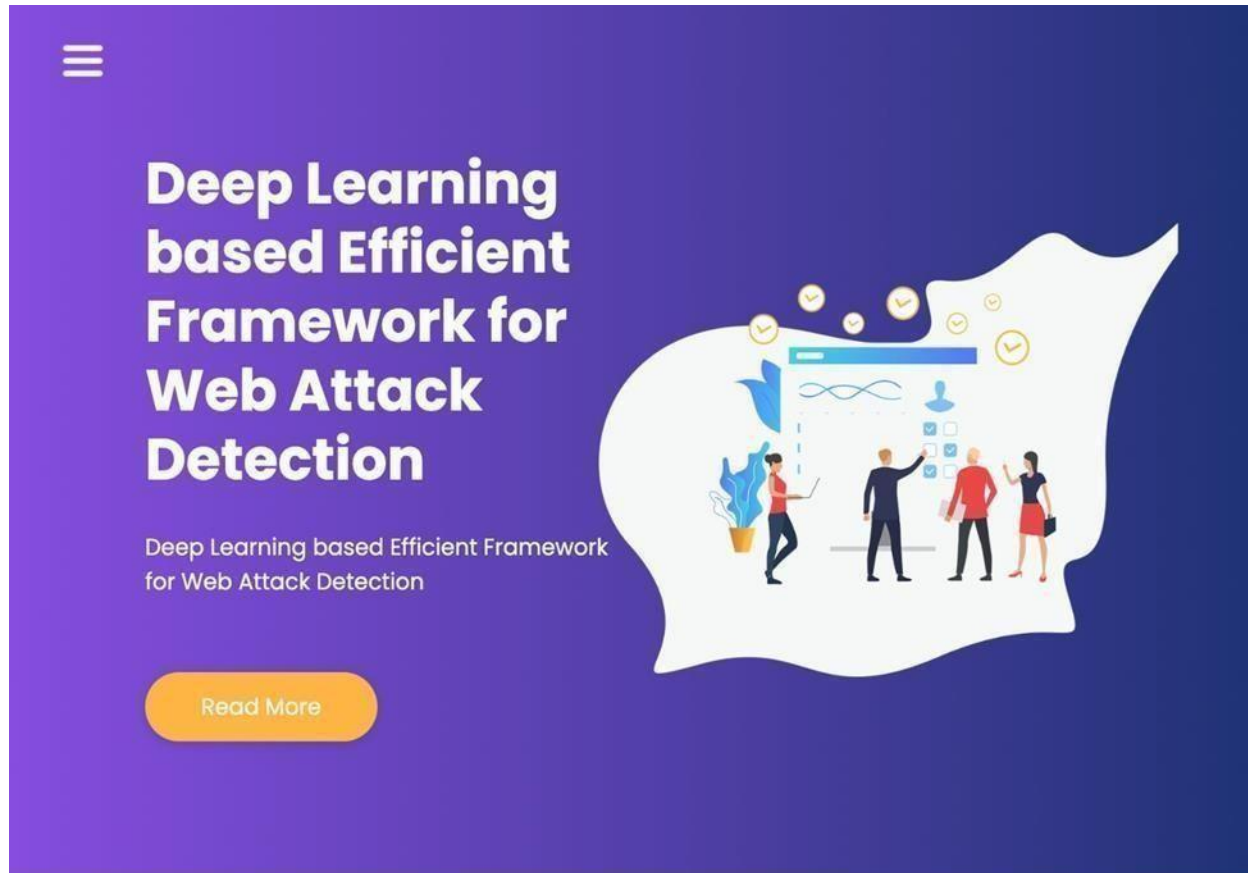 Deep Learning
based Efficient
Framework for
Web Attack
Detection
Deep Learning based Efficient Framework
for Web Attack Detection
Read More